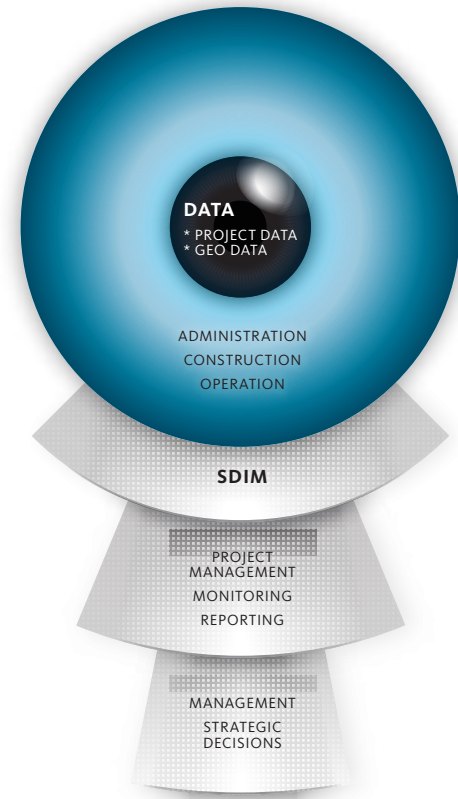 DATA
* PROJECT DATA
* GEO DATA
ADMINISTRATION
CONSTRUCTION
OPERATION
SDIM
PROJECT
MANAGEMENT
MONITORING
REPORTING
MANAGEMENT
STRATEGIC
DECISIONS